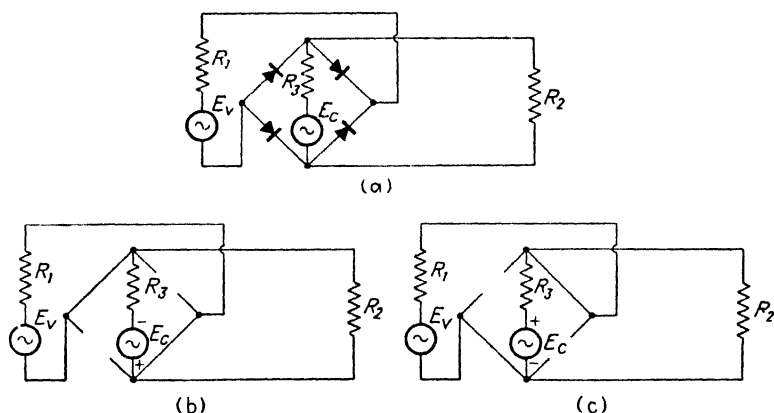 R1
Ev
R3
Ec
R2
(a)
R1
Ev
R3
−
Ec
+
R2
(b)
R1
Ev
R3
+
Ec
−
R2
(c)